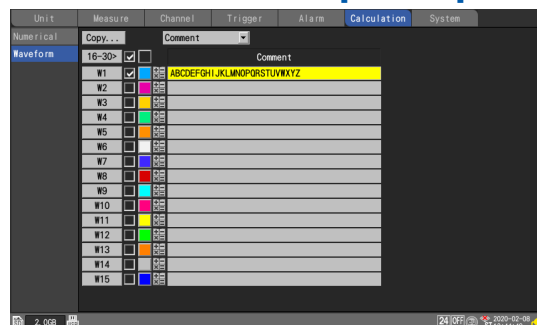 Unit Measure Channel Trigger Alarm Calculation System
Numerical Copy... Comment
Waveform 16-30> Comment
W1 ABCDEFGHIJKLMNOPQRSTUVWXYZ
W2
W3
W4
W5
W6
W7
W8
W9
W10
W11
W12
W13
W14
W15
2.0GB 24 OFF 2020-02-08